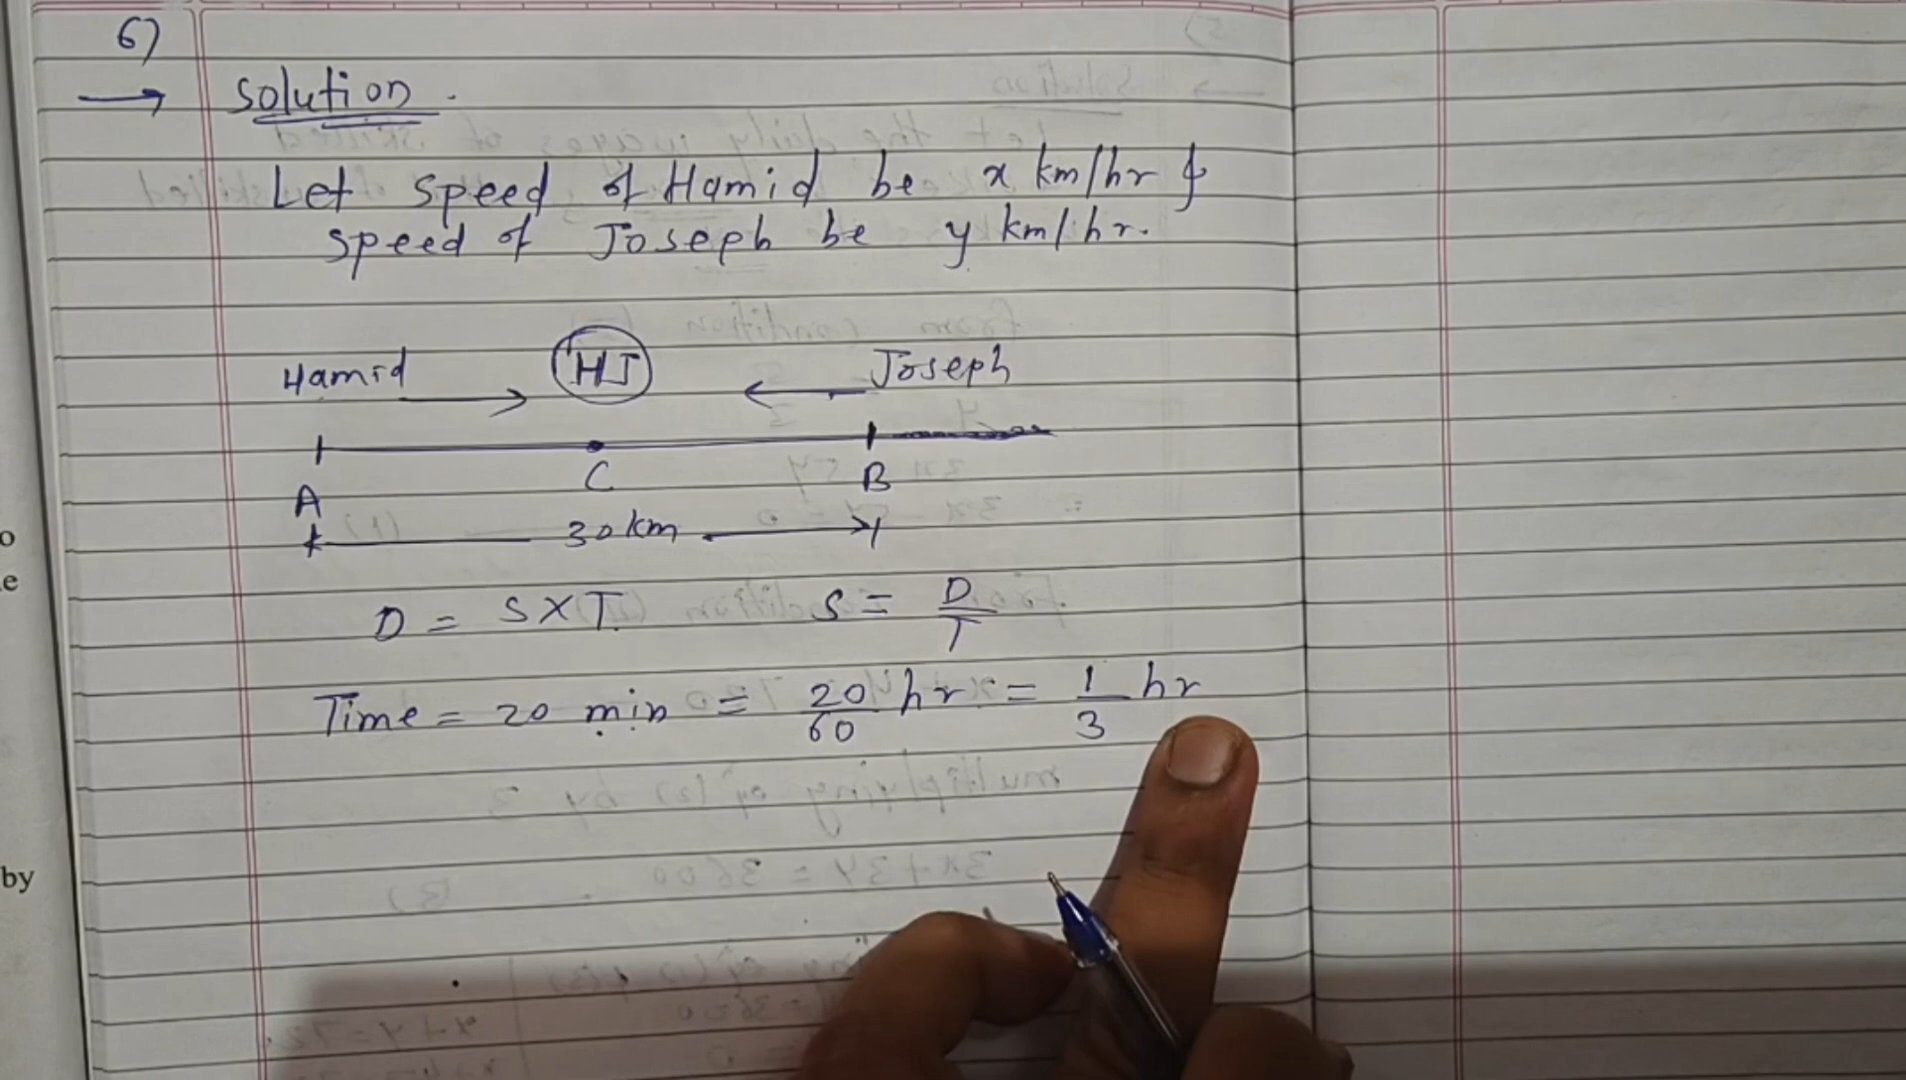 6)
→ Solution.
Let speed of Hamid be x km/hr &
speed of Joseph be y km/hr.
Hamid HJ Joseph
A C B
30 km
D = S × T S = D/T
Time = 20 min = 20/60 hr = 1/3 hr
by